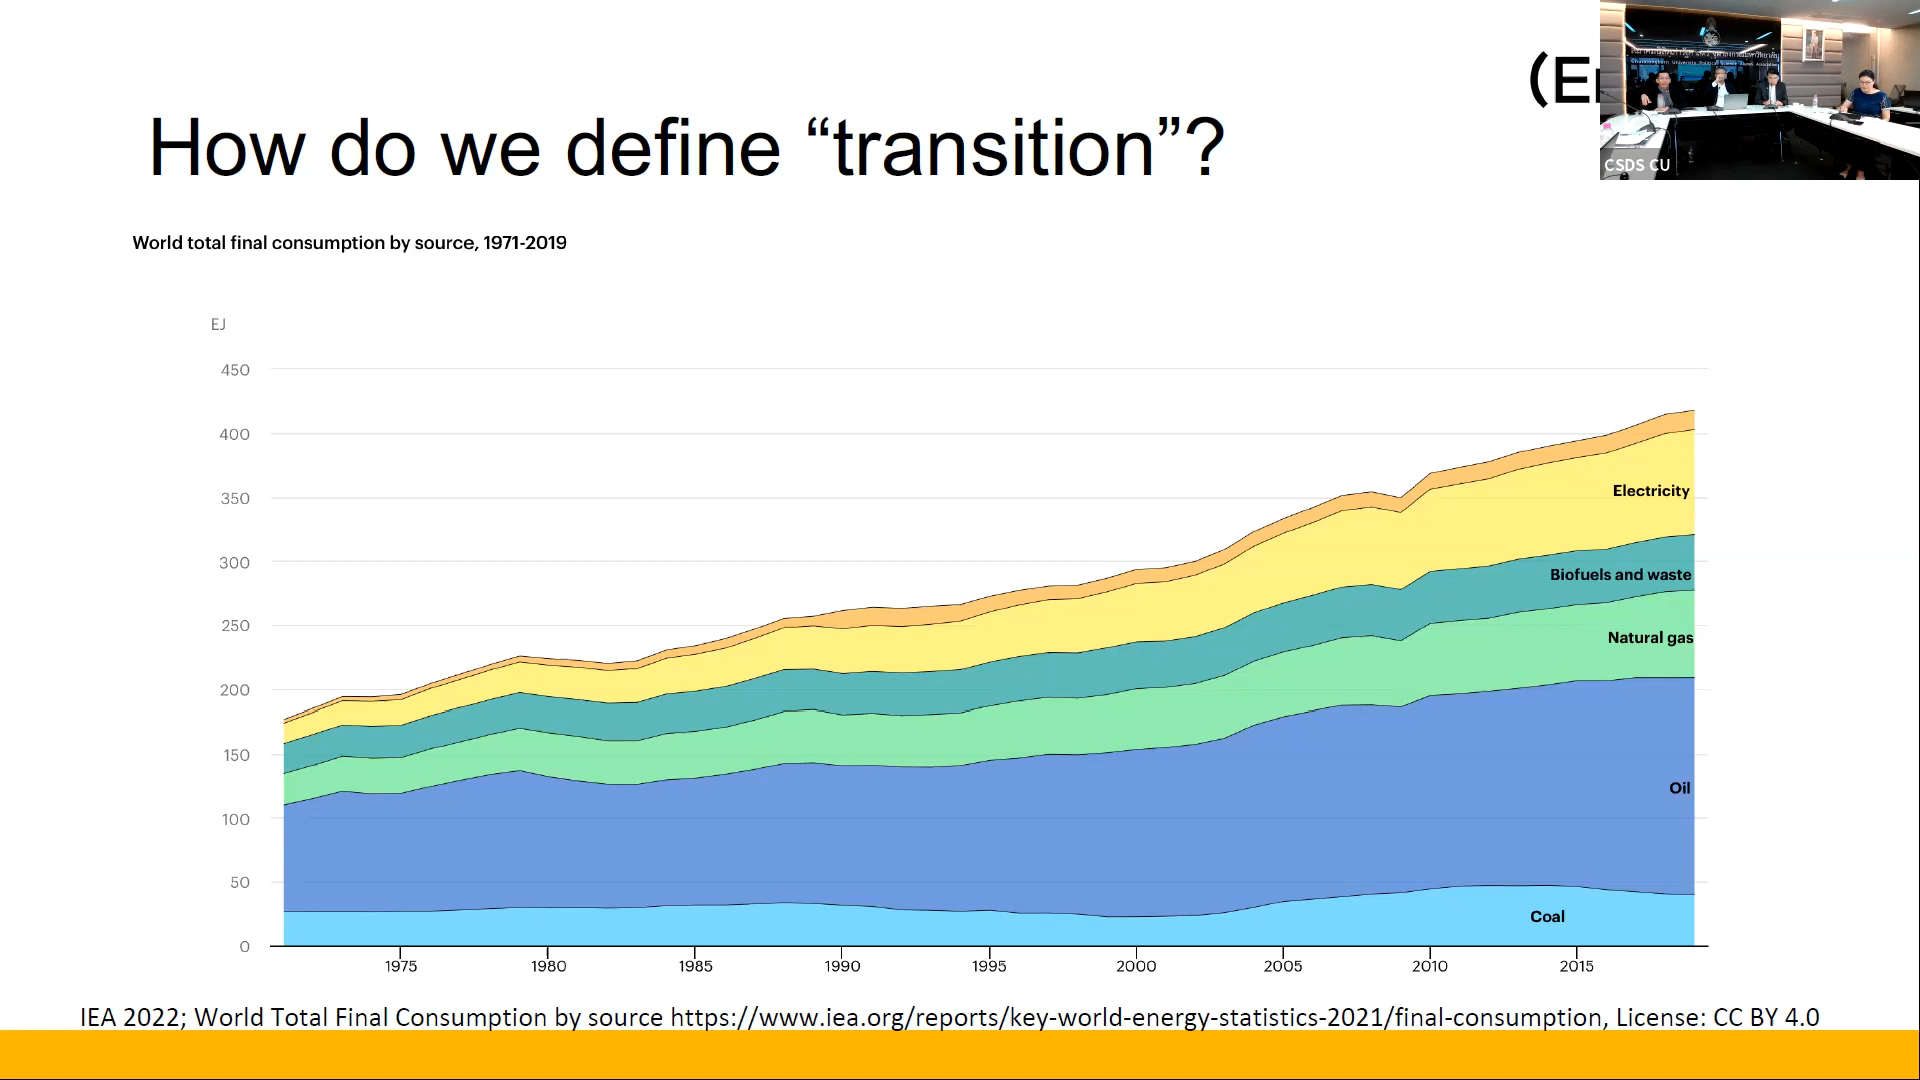 (E
How do we define “transition”?
CSDS CU
World total final consumption by source, 1971-2019
EJ
450
400
350
300
250
200
150
100
50
0
Electricity
Biofuels and waste
Natural gas
Oil
Coal
1975
1980
1985
1990
1995
2000
2005
2010
2015
IEA 2022; World Total Final Consumption by source https://www.iea.org/reports/key-world-energy-statistics-2021/final-consumption, License: CC BY 4.0